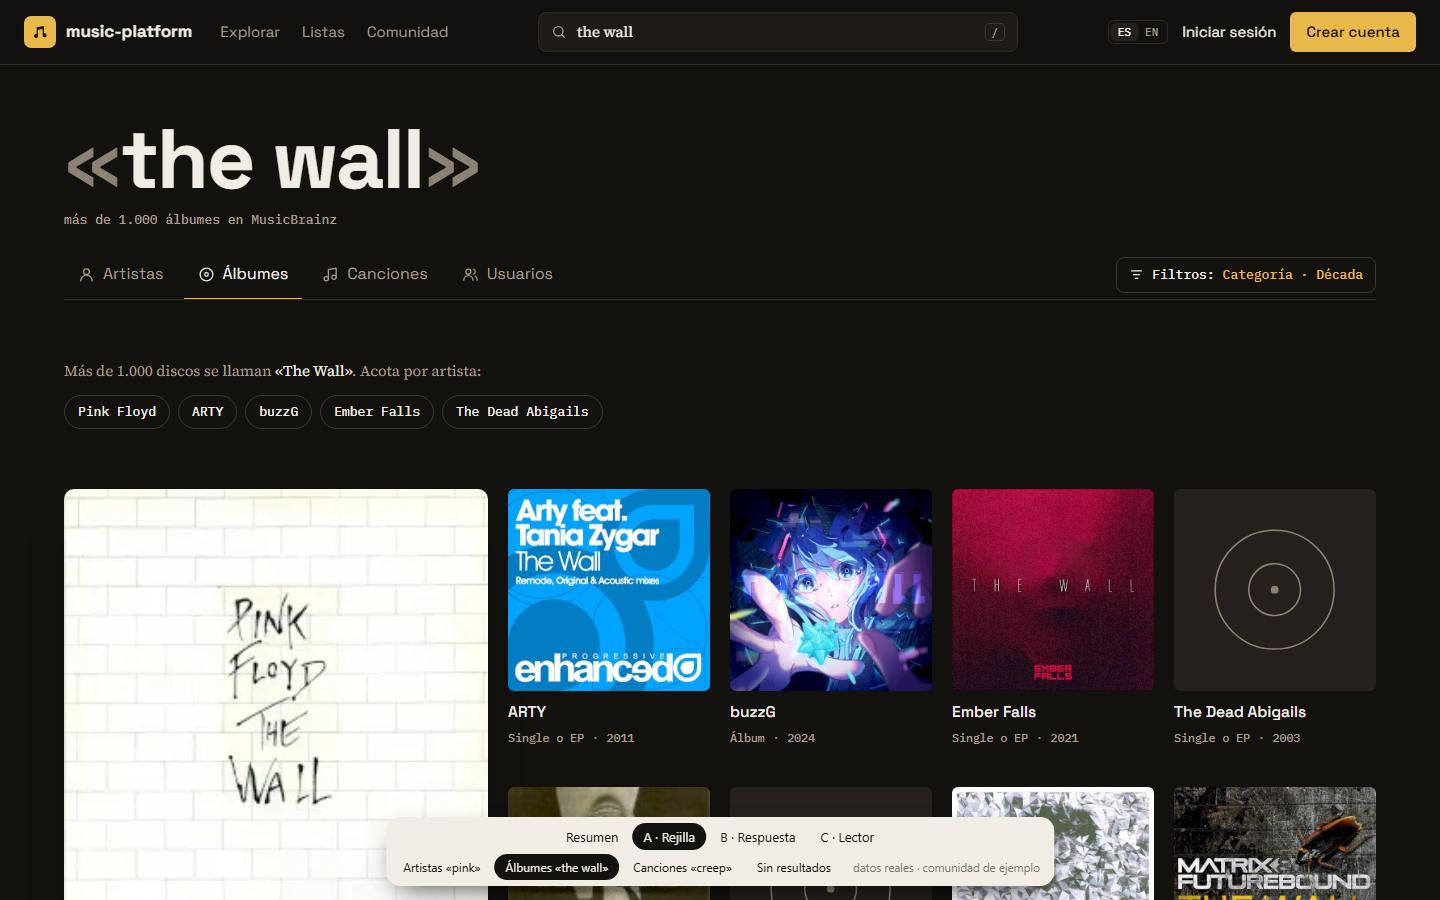 music-platform
Explorar
Listas
Comunidad
the wall
/
ES EN
Iniciar sesión
Crear cuenta
«the wall»
más de 1.000 álbumes en MusicBrainz
Artistas
Álbumes
Canciones
Usuarios
Filtros: Categoría · Década
Más de 1.000 discos se llaman «The Wall». Acota por artista:
Pink Floyd
ARTY
buzzG
Ember Falls
The Dead Abigails
PINK
FLOYD
THE
WALL
Arty feat.
Tania Zygar
The Wall
Remode, Original & Acoustic mixes
PROGRESSIVE
enhanced
THE WALL
EMBER
FALLS
ARTY
Single o EP · 2011
buzzG
Álbum · 2024
Ember Falls
Single o EP · 2021
The Dead Abigails
Single o EP · 2003
MATRIX
FUTUREBOUND
Resumen
A · Rejilla
B · Respuesta
C · Lector
Artistas «pink»
Álbumes «the wall»
Canciones «creep»
Sin resultados
datos reales · comunidad de ejemplo